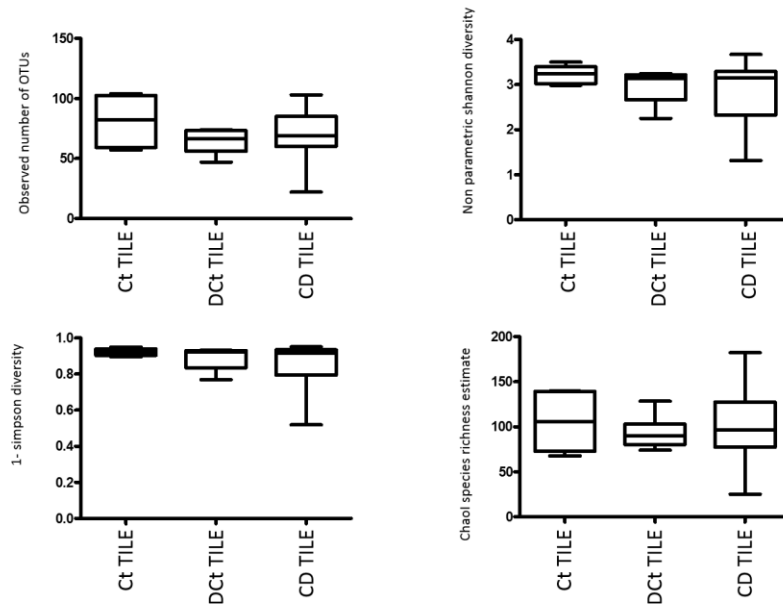 Observed number of OTUs
150
100
50
0
Ct TILE
DCt TILE
CD TILE
Non parametric shannon diversity
4
3
2
1
0
Ct TILE
DCt TILE
CD TILE
1- simpson diversity
1.0
0.8
0.6
0.4
0.2
0.0
Ct TILE
DCt TILE
CD TILE
Chaol species richness estimate
200
150
100
50
0
Ct TILE
DCt TILE
CD TILE